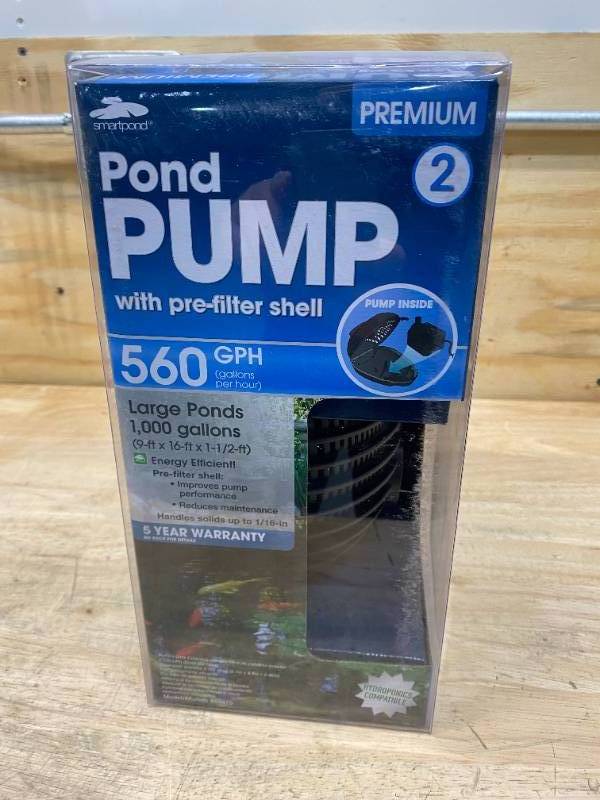 smartpond
PREMIUM
2
Pond
PUMP
with pre-filter shell
PUMP INSIDE
560 GPH
(gallons
per hour)
Large Ponds
1,000 gallons
(9-ft x 16-ft x 1-1/2-ft)
Energy Efficient!
Pre-filter shell:
• Improves pump
performance
• Reduces maintenance
Handles solids up to 1/16-in
5 YEAR WARRANTY
HYDROPONICS
COMPATIBLE